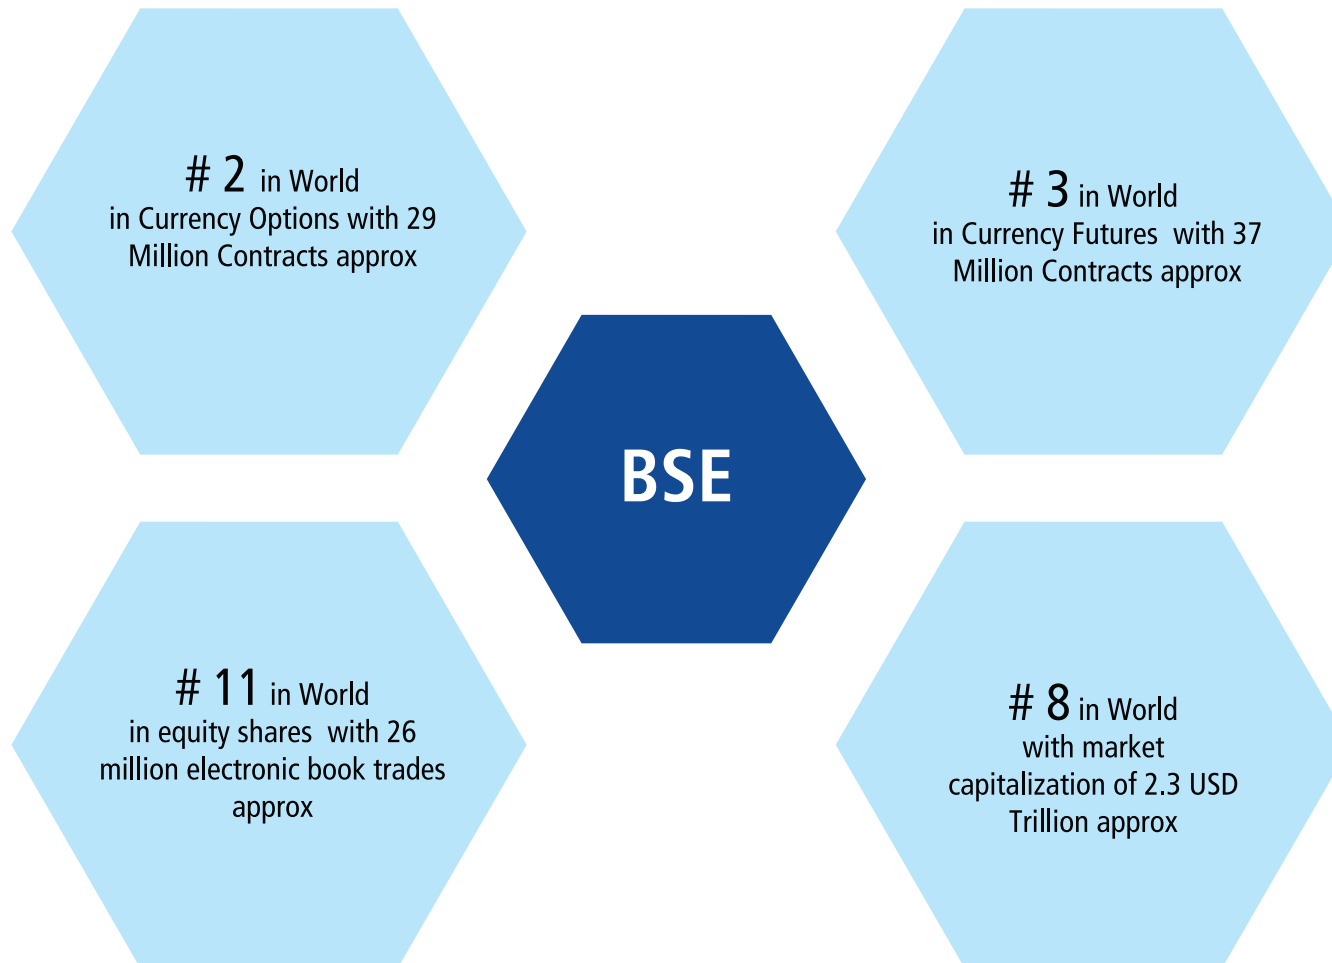 # 2 in World
in Currency Options with 29
Million Contracts approx
# 3 in World
in Currency Futures with 37
Million Contracts approx
BSE
# 11 in World
in equity shares with 26
million electronic book trades
approx
# 8 in World
with market
capitalization of 2.3 USD
Trillion approx